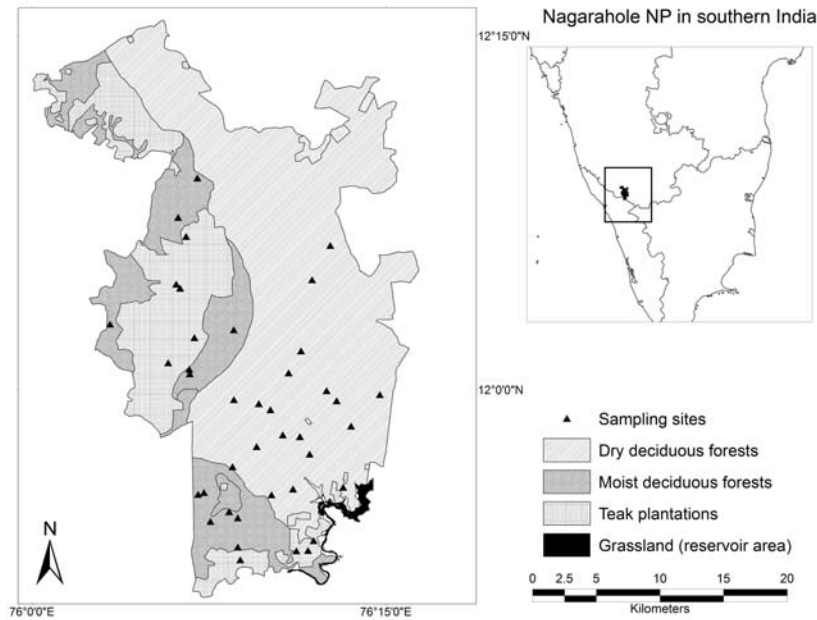 Nagarahole NP in southern India
12°15'0"N
12°0'0"N
Sampling sites
Dry deciduous forests
Moist deciduous forests
Teak plantations
Grassland (reservoir area)
N
0 2.5 5 10 15 20
Kilometers
76°0'0"E 76°15'0"E